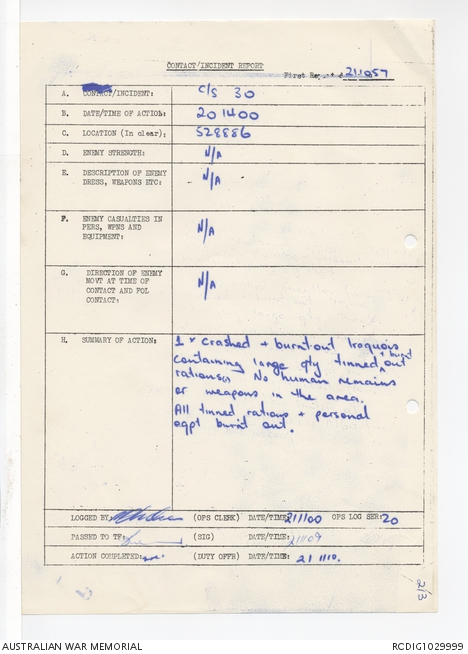 CONTACT/INCIDENT REPORT
First Report 211057
A. CONTACT/INCIDENT: C/S 30
B. DATE/TIME OF ACTION: 201400
C. LOCATION (In clear): 528886
D. ENEMY STRENGTH: N/A
E. DESCRIPTION OF ENEMY N/A
DRESS, WEAPONS ETC:
F. ENEMY CASUALTIES IN N/A
PERS, WPNS AND
EQUIPMENT:
G. DIRECTION OF ENEMY N/A
MOVT AT TIME OF
CONTACT AND FOL
CONTACT:
H. SUMMARY OF ACTION: 1 x crashed + burnt out Iroquois
containing large qty tinned + burnt out
rations. No human remains
or weapons in the area.
All tinned rations + personal
eqpt burnt out.
LOGGED BY (OPS CLERK) DATE/TIME: 211100 OPS LOG SER: 20
PASSED TO TF: (SIG) DATE/TIME: 211109
ACTION COMPLETED: (DUTY OFFR) DATE/TIME: 211110.
2/3
AUSTRALIAN WAR MEMORIAL RCDIG1029999